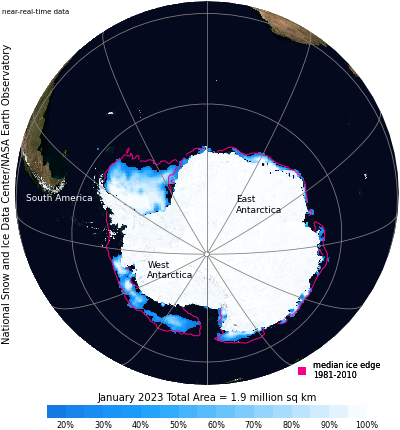 near-real-time data
National Snow and Ice Data Center/NASA Earth Observatory
South America
East
Antarctica
West
Antarctica
median ice edge
1981-2010
January 2023 Total Area = 1.9 million sq km
20% 30% 40% 50% 60% 70% 80% 90% 100%